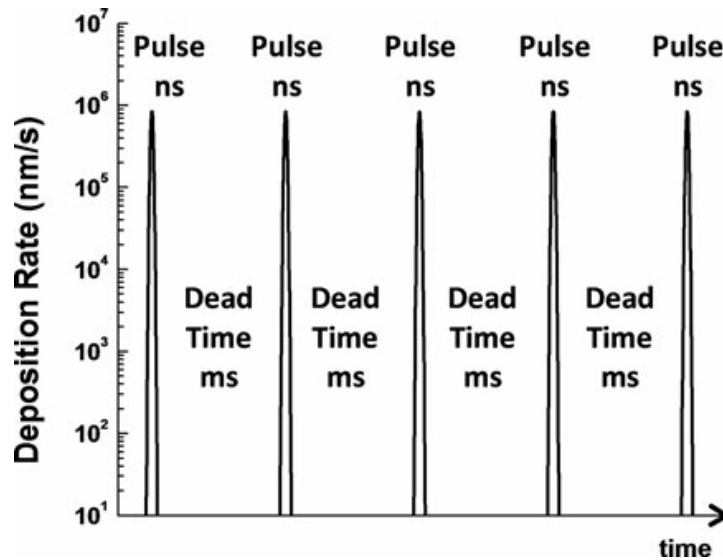 Deposition Rate (nm/s)
10⁷
10⁶
10⁵
10⁴
10³
10²
10¹
Pulse Pulse Pulse Pulse Pulse
ns ns ns ns ns
Dead Dead Dead Dead
Time Time Time Time
ms ms ms ms
time